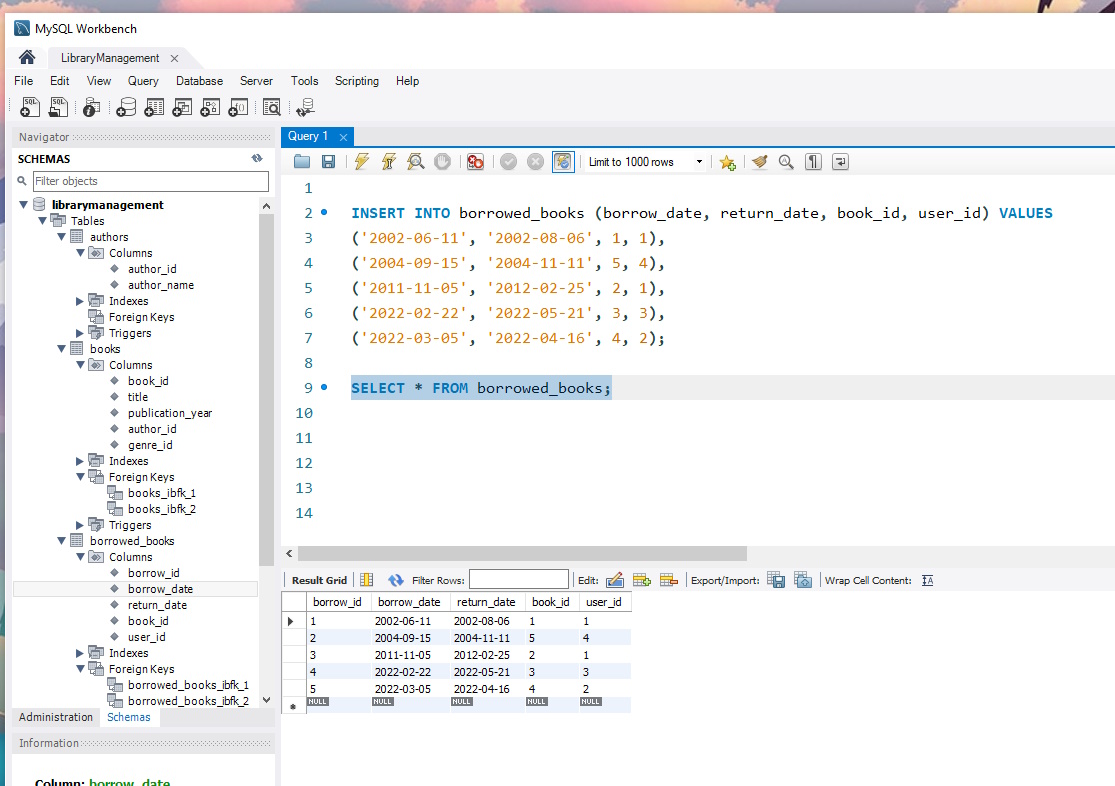 MySQL Workbench
LibraryManagement
File Edit View Query Database Server Tools Scripting Help
Navigator
SCHEMAS
Filter objects
librarymanagement
Tables
authors
Columns
author_id
author_name
Indexes
Foreign Keys
Triggers
books
Columns
book_id
title
publication_year
author_id
genre_id
Indexes
Foreign Keys
books_ibfk_1
books_ibfk_2
Triggers
borrowed_books
Columns
borrow_id
borrow_date
return_date
book_id
user_id
Indexes
Foreign Keys
borrowed_books_ibfk_1
borrowed_books_ibfk_2
Administration Schemas
Information
Column: borrow_date
Query 1
Limit to 1000 rows
1
2 INSERT INTO borrowed_books (borrow_date, return_date, book_id, user_id) VALUES
3 ('2002-06-11', '2002-08-06', 1, 1),
4 ('2004-09-15', '2004-11-11', 5, 4),
5 ('2011-11-05', '2012-02-25', 2, 1),
6 ('2022-02-22', '2022-05-21', 3, 3),
7 ('2022-03-05', '2022-04-16', 4, 2);
8
9 SELECT * FROM borrowed_books;
10
11
12
13
14
Result Grid Filter Rows: Edit: Export/Import: Wrap Cell Content:
borrow_id borrow_date return_date book_id user_id
1 2002-06-11 2002-08-06 1 1
2 2004-09-15 2004-11-11 5 4
3 2011-11-05 2012-02-25 2 1
4 2022-02-22 2022-05-21 3 3
5 2022-03-05 2022-04-16 4 2
NULL NULL NULL NULL NULL